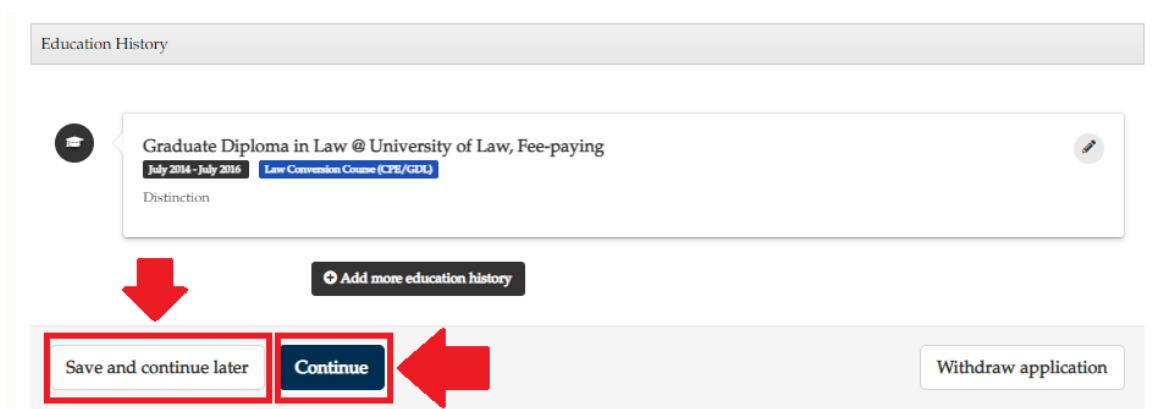 Education History
Graduate Diploma in Law @ University of Law, Fee-paying
July 2014 - July 2016 Law Conversion Course (CPE/GDL)
Distinction
Add more education history
Save and continue later Continue Withdraw application